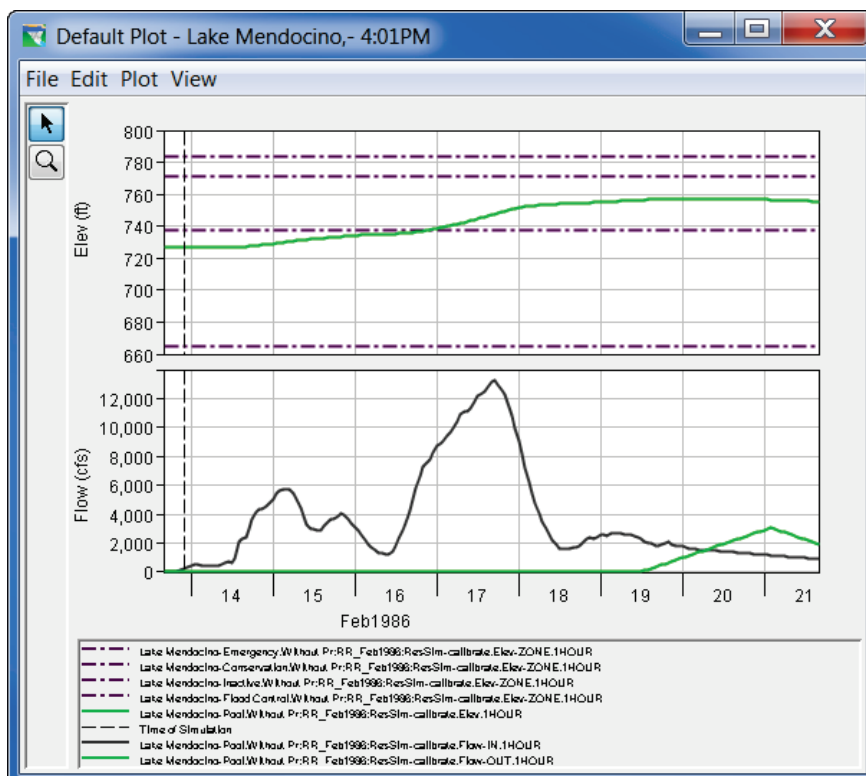 Default Plot - Lake Mendocino,- 4:01PM
File Edit Plot View
800
780
760
740
720
700
680
660
Elev (ft)
12,000
10,000
8,000
6,000
4,000
2,000
0
Flow (cfs)
14 15 16 17 18 19 20 21
Feb1986
Lake Mendocino-Emergency.Without Pr:RR_Feb1986:ResSim-calibrate.Elev-ZONE.1HOUR
Lake Mendocino-Conservation.Without Pr:RR_Feb1986:ResSim-calibrate.Elev-ZONE.1HOUR
Lake Mendocino-Inactive.Without Pr:RR_Feb1986:ResSim-calibrate.Elev-ZONE.1HOUR
Lake Mendocino-Flood Control.Without Pr:RR_Feb1986:ResSim-calibrate.Elev-ZONE.1HOUR
Lake Mendocino-Pool.Without Pr:RR_Feb1986:ResSim-calibrate.Elev.1HOUR
Time of Simulation
Lake Mendocino-Pool.Without Pr:RR_Feb1986:ResSim-calibrate.Flow-IN.1HOUR
Lake Mendocino-Pool.Without Pr:RR_Feb1986:ResSim-calibrate.Flow-OUT.1HOUR